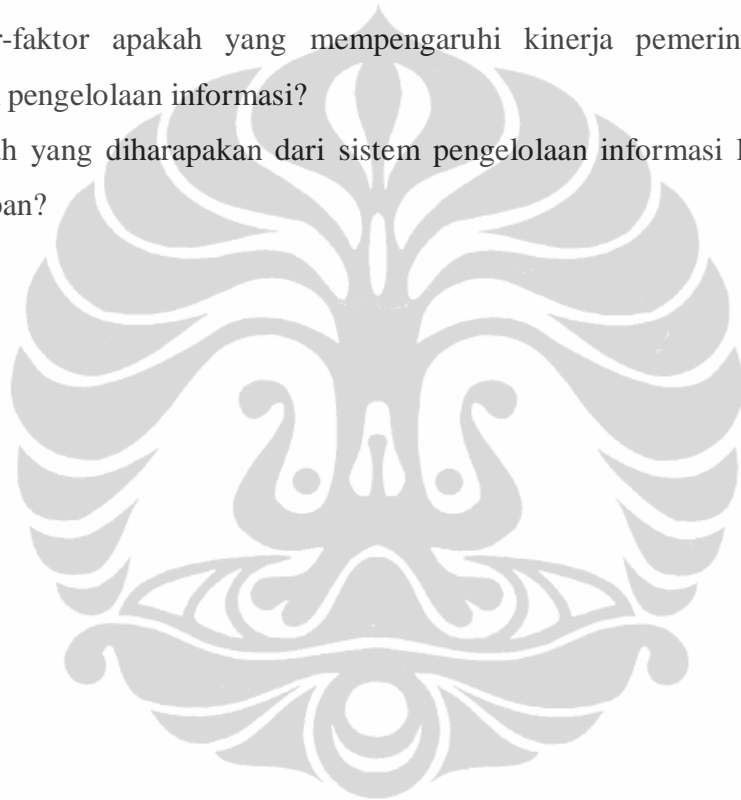 r-faktor apakah yang mempengaruhi kinerja pemerin
pengelolaan informasi?
h yang diharapakan dari sistem pengelolaan informasi
pan?